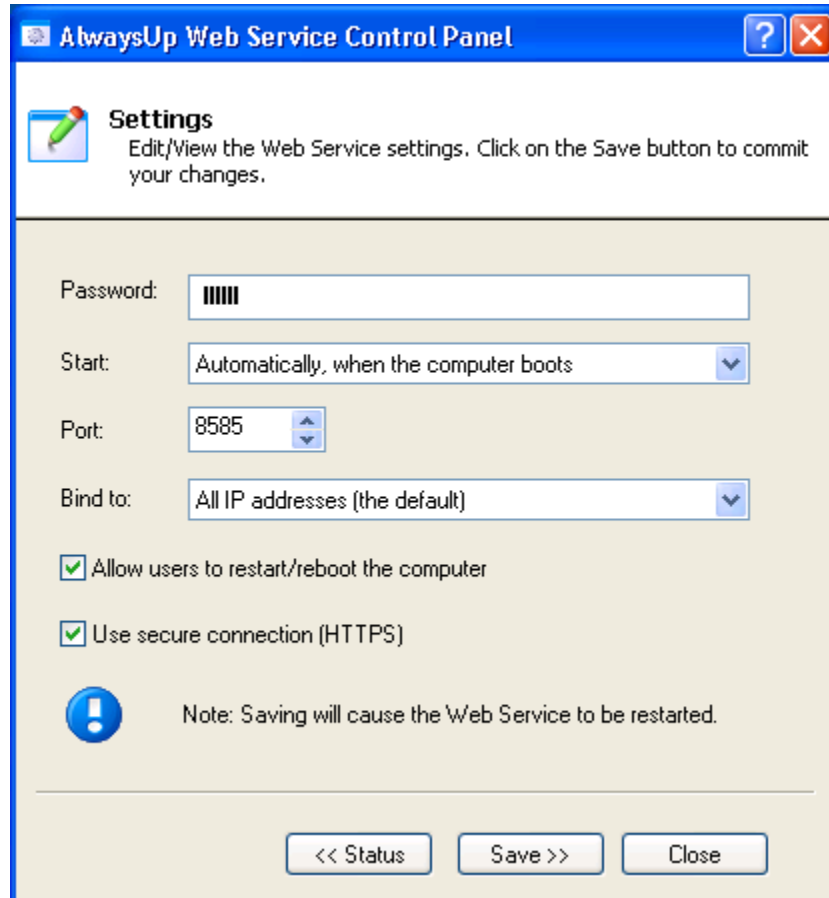 AlwaysUp Web Service Control Panel
Settings
Edit/View the Web Service settings. Click on the Save button to commit
your changes.
Password:
Start: Automatically, when the computer boots
Port: 8585
Bind to: All IP addresses (the default)
Allow users to restart/reboot the computer
Use secure connection (HTTPS)
Note: Saving will cause the Web Service to be restarted.
<< Status Save >> Close